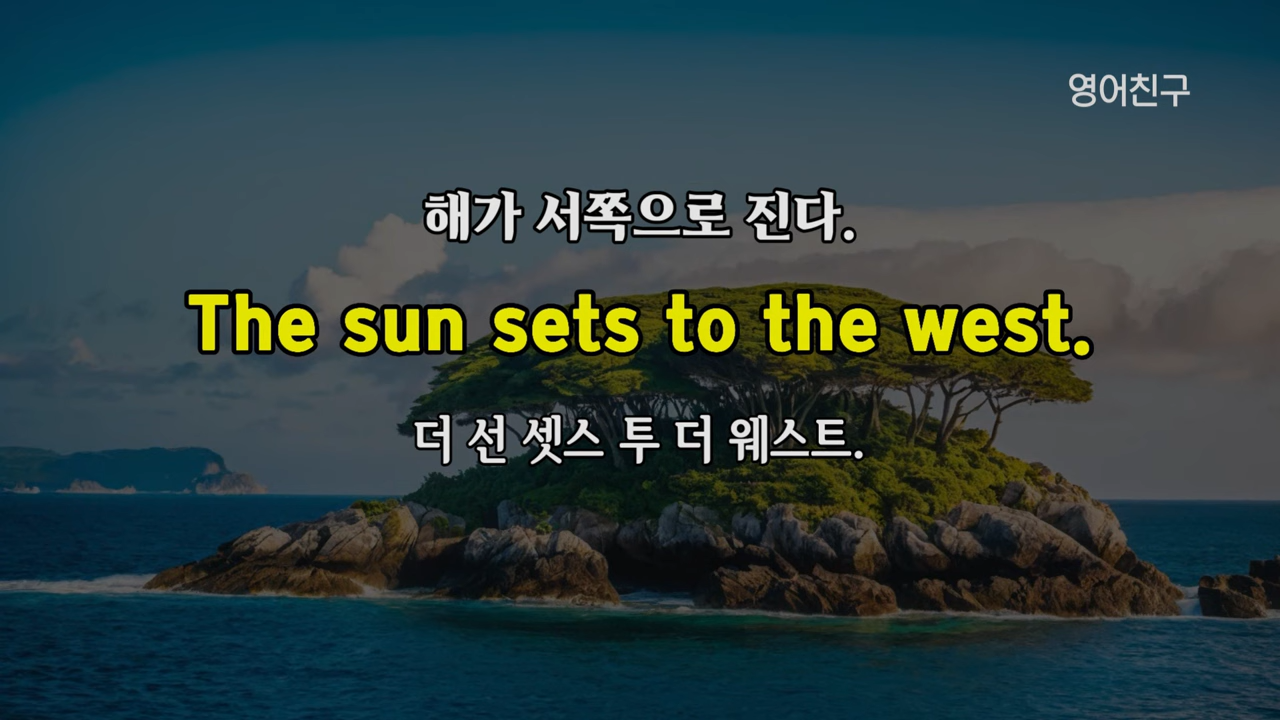 영어친구
해가 서쪽으로 진다.
The sun sets to the west.
더 선 셋스 투 더 웨스트.